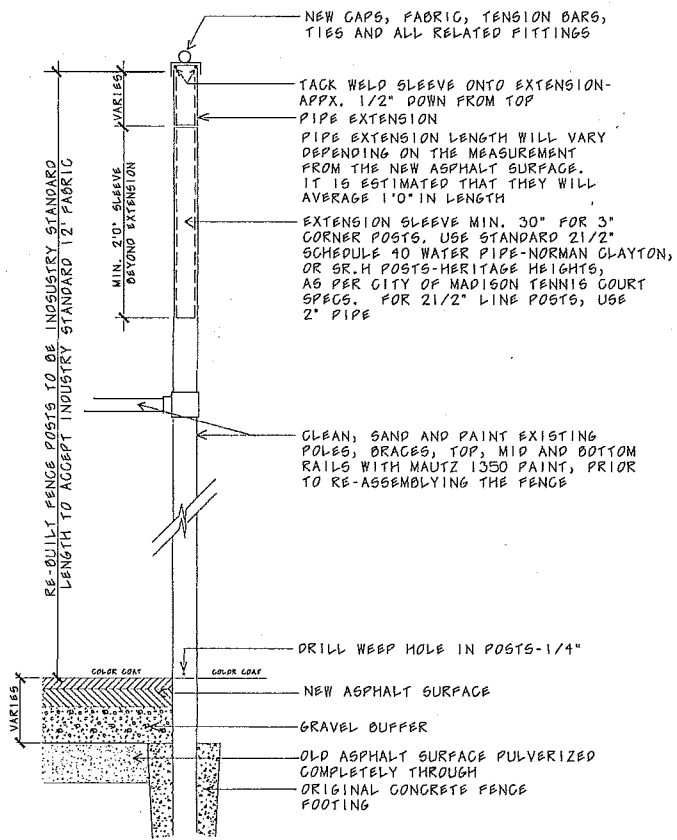 NEW CAPS, FABRIC, TENSION BARS,
TIES AND ALL RELATED FITTINGS
TACK WELD SLEEVE ONTO EXTENSION-
APPX. 1/2" DOWN FROM TOP
PIPE EXTENSION
PIPE EXTENSION LENGTH WILL VARY
DEPENDING ON THE MEASUREMENT
FROM THE NEW ASPHALT SURFACE.
IT IS ESTIMATED THAT THEY WILL
AVERAGE 1'0" IN LENGTH
EXTENSION SLEEVE MIN. 30" FOR 3"
CORNER POSTS. USE STANDARD 21/2"
SCHEDULE 40 WATER PIPE-NORMAN CLAYTON,
OR SR.H POSTS-HERITAGE HEIGHTS,
AS PER CITY OF MADISON TENNIS COURT
SPECS. FOR 21/2" LINE POSTS, USE
2" PIPE
VARIES
MIN. 2'0" SLEEVE
BEYOND EXTENSION
RE-BUILT FENCE POSTS TO BE INDSUSTRY STANDARD
LENGTH TO ACCEPT INDUSTRY STANDARD 12' FABRIC
CLEAN, SAND AND PAINT EXISTING
POLES, BRACES, TOP, MID AND BOTTOM
RAILS WITH MAUTZ 1350 PAINT, PRIOR
TO RE-ASSEMBLYING THE FENCE
DRILL WEEP HOLE IN POSTS-1/4"
COLOR COAT
COLOR COAT
NEW ASPHALT SURFACE
VARIES
GRAVEL BUFFER
OLD ASPHALT SURFACE PULVERIZED
COMPLETELY THROUGH
ORIGINAL CONCRETE FENCE
FOOTING